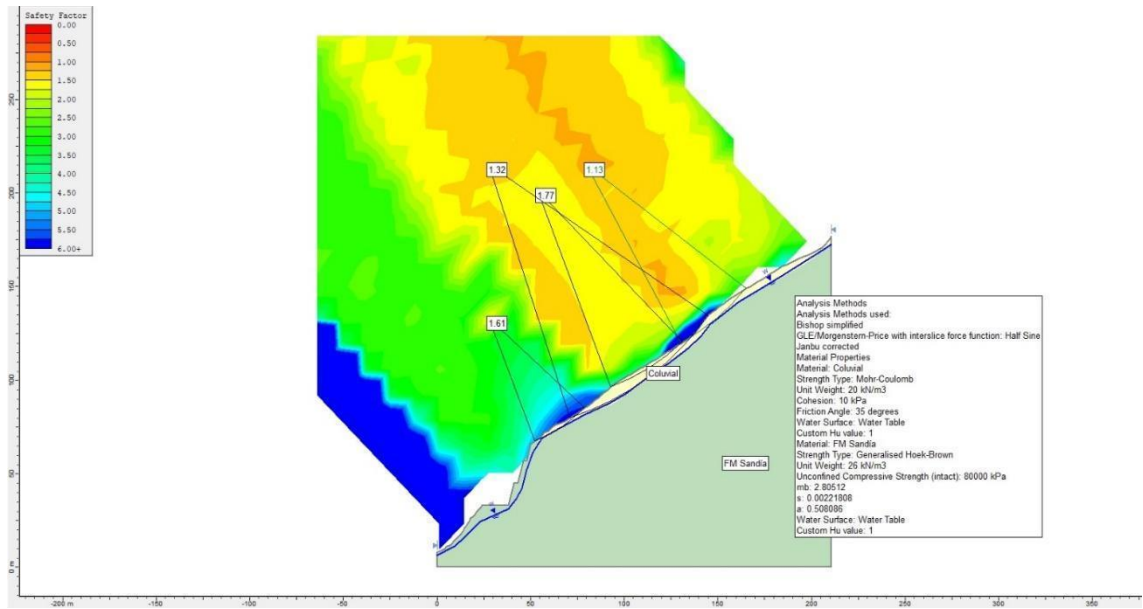 Safety Factor
0.00
0.50
1.00
1.50
2.00
2.50
3.00
3.50
4.00
4.50
5.00
5.50
6.00+
250
200
150
100
50
0 m
1.32
1.13
1.77
1.61
Coluvial
FM Sandía
Analysis Methods
Analysis Methods used:
Bishop simplified
GLE/Morgenstern-Price with interslice force function: Half Sine
Janbu corrected
Material Properties
Material: Coluvial
Strength Type: Mohr-Coulomb
Unit Weight: 20 kN/m3
Cohesion: 10 kPa
Friction Angle: 35 degrees
Water Surface: Water Table
Custom Hu value: 1
Material: FM Sandía
Strength Type: Generalised Hoek-Brown
Unit Weight: 26 kN/m3
Unconfined Compressive Strength (intact): 80000 kPa
mb: 2.80512
s: 0.00221808
a: 0.508086
Water Surface: Water Table
Custom Hu value: 1
-200 m -150 -100 -50 0 50 100 150 200 250 300 350